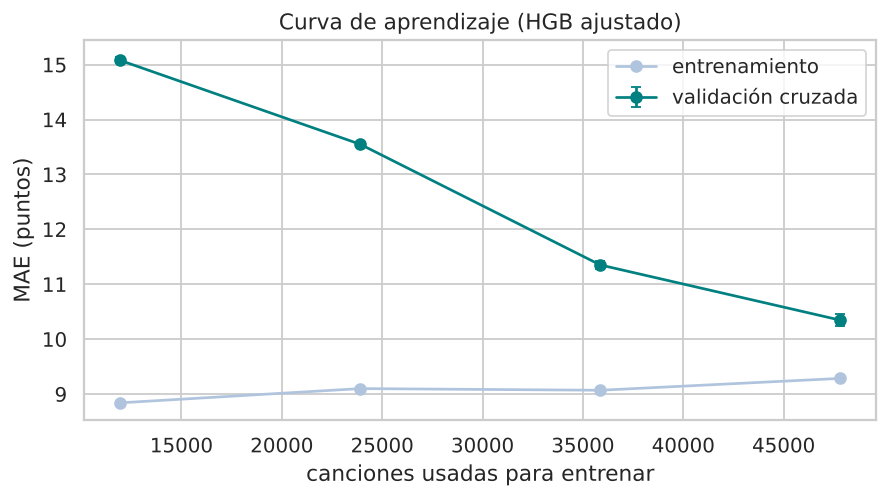 Curva de aprendizaje (HGB ajustado)
entrenamiento
validación cruzada
MAE (puntos)
15
14
13
12
11
10
9
15000 20000 25000 30000 35000 40000 45000
canciones usadas para entrenar